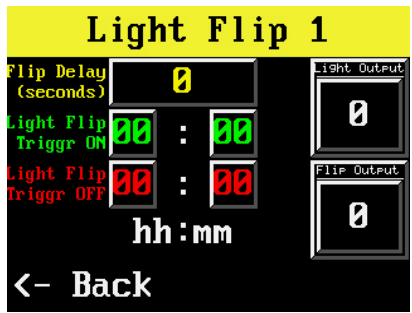 Light Flip 1
Flip Delay
(seconds)
0
Light Output
0
Light Flip
Triggr ON
00 : 00
Light Flip
Triggr OFF
00 : 00
Flip Output
0
hh:mm
<- Back